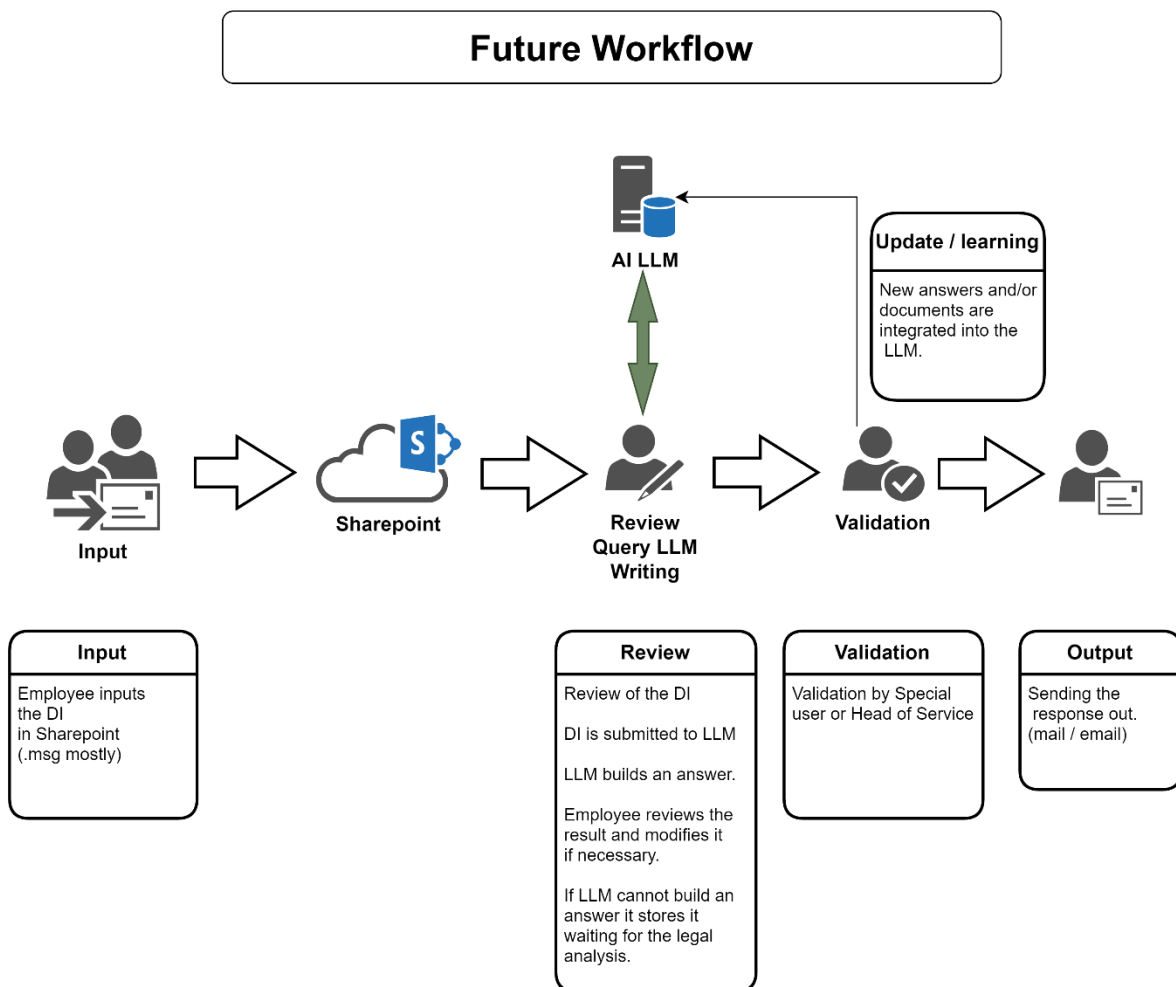 Future Workflow
AI LLM
Update / learning
New answers and/or
documents are
integrated into the
LLM.
S
Input
Sharepoint
Review
Query LLM
Writing
Validation
Input
Employee inputs
the DI
in Sharepoint
(.msg mostly)
Review
Review of the DI
DI is submitted to LLM
LLM builds an answer.
Employee reviews the
result and modifies it
if necessary.
If LLM cannot build an
answer it stores it
waiting for the legal
analysis.
Validation
Validation by Special
user or Head of Service
Output
Sending the
response out.
(mail / email)